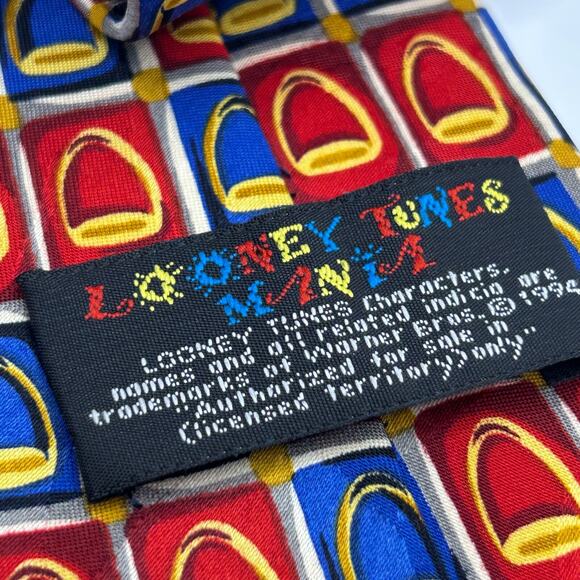 LOONEY TUNES
MANIA
LOONEY TUNES Characters,
names and all related indicia are
trademarks of Warner Bros. © 1994
"Authorized for sale in
(licensed territory) only"